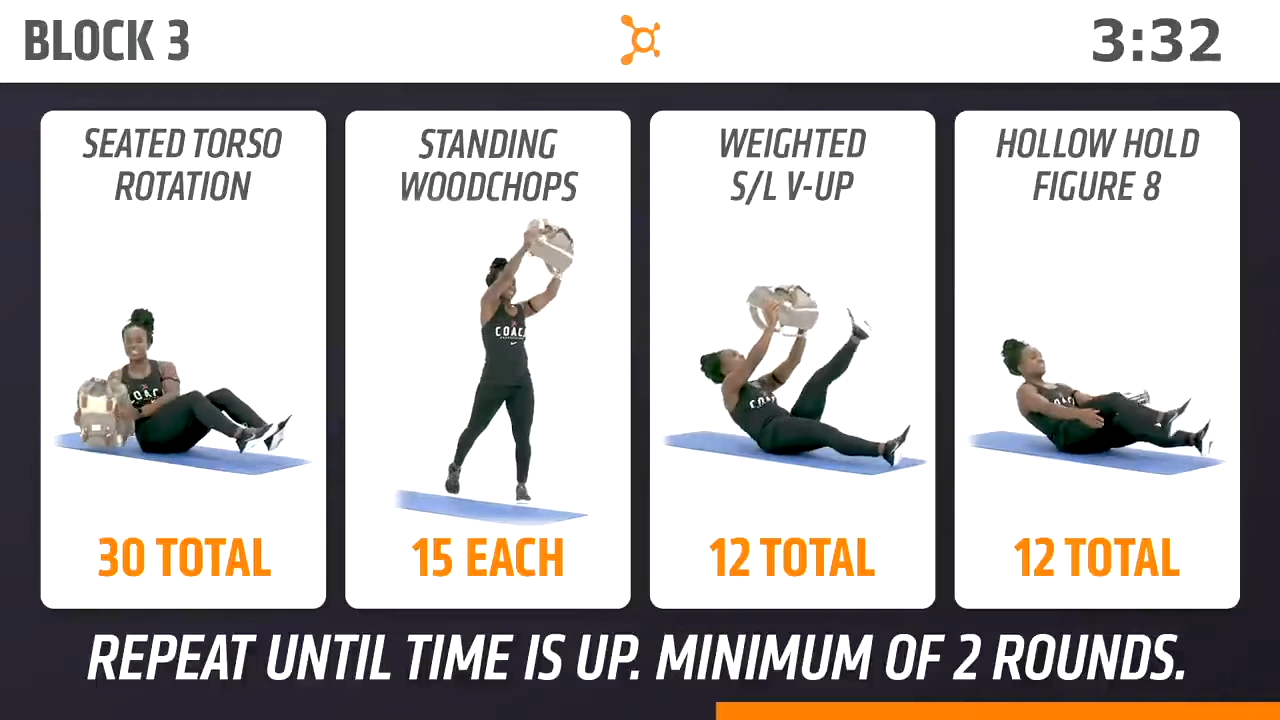 BLOCK 3
3:32
SEATED TORSO
ROTATION
30 TOTAL
STANDING
WOODCHOPS
15 EACH
WEIGHTED
S/L V-UP
12 TOTAL
HOLLOW HOLD
FIGURE 8
12 TOTAL
REPEAT UNTIL TIME IS UP. MINIMUM OF 2 ROUNDS.